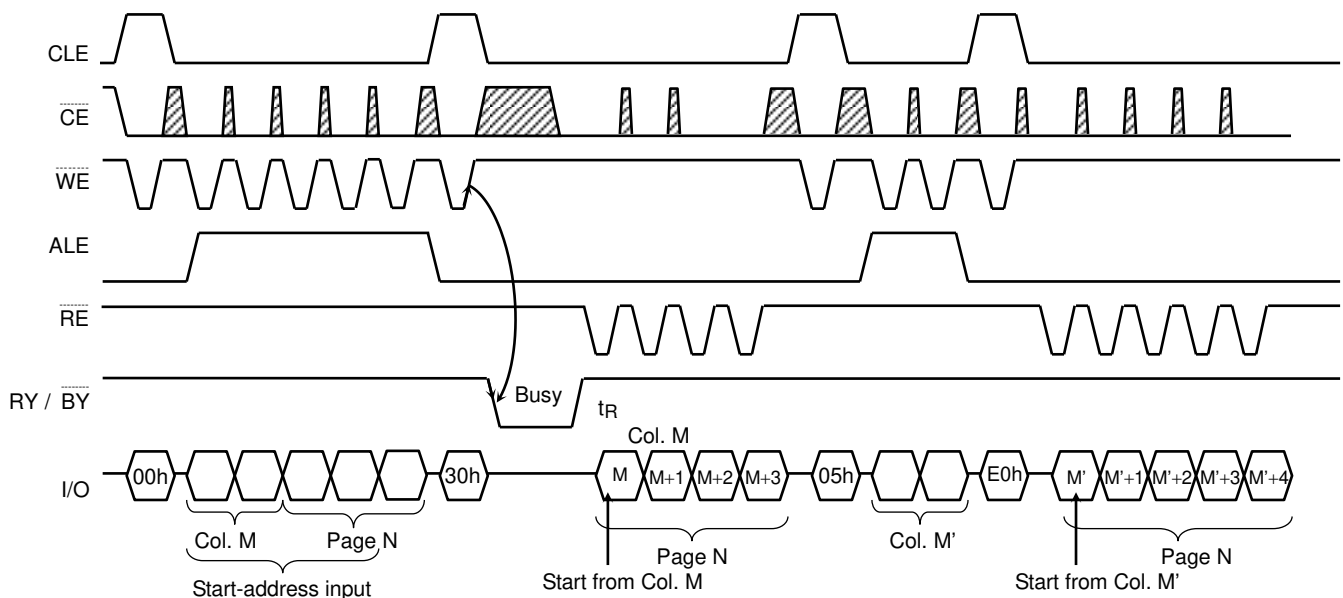 CLE
CE
WE
ALE
RE
RY / BY
Busy
tR
Col. M
I/O
00h
30h
M
M+1
M+2
M+3
05h
E0h
M'
M'+1
M'+2
M'+3
M'+4
Col. M
Page N
Start-address input
Page N
Start from Col. M
Col. M'
Page N
Start from Col. M'